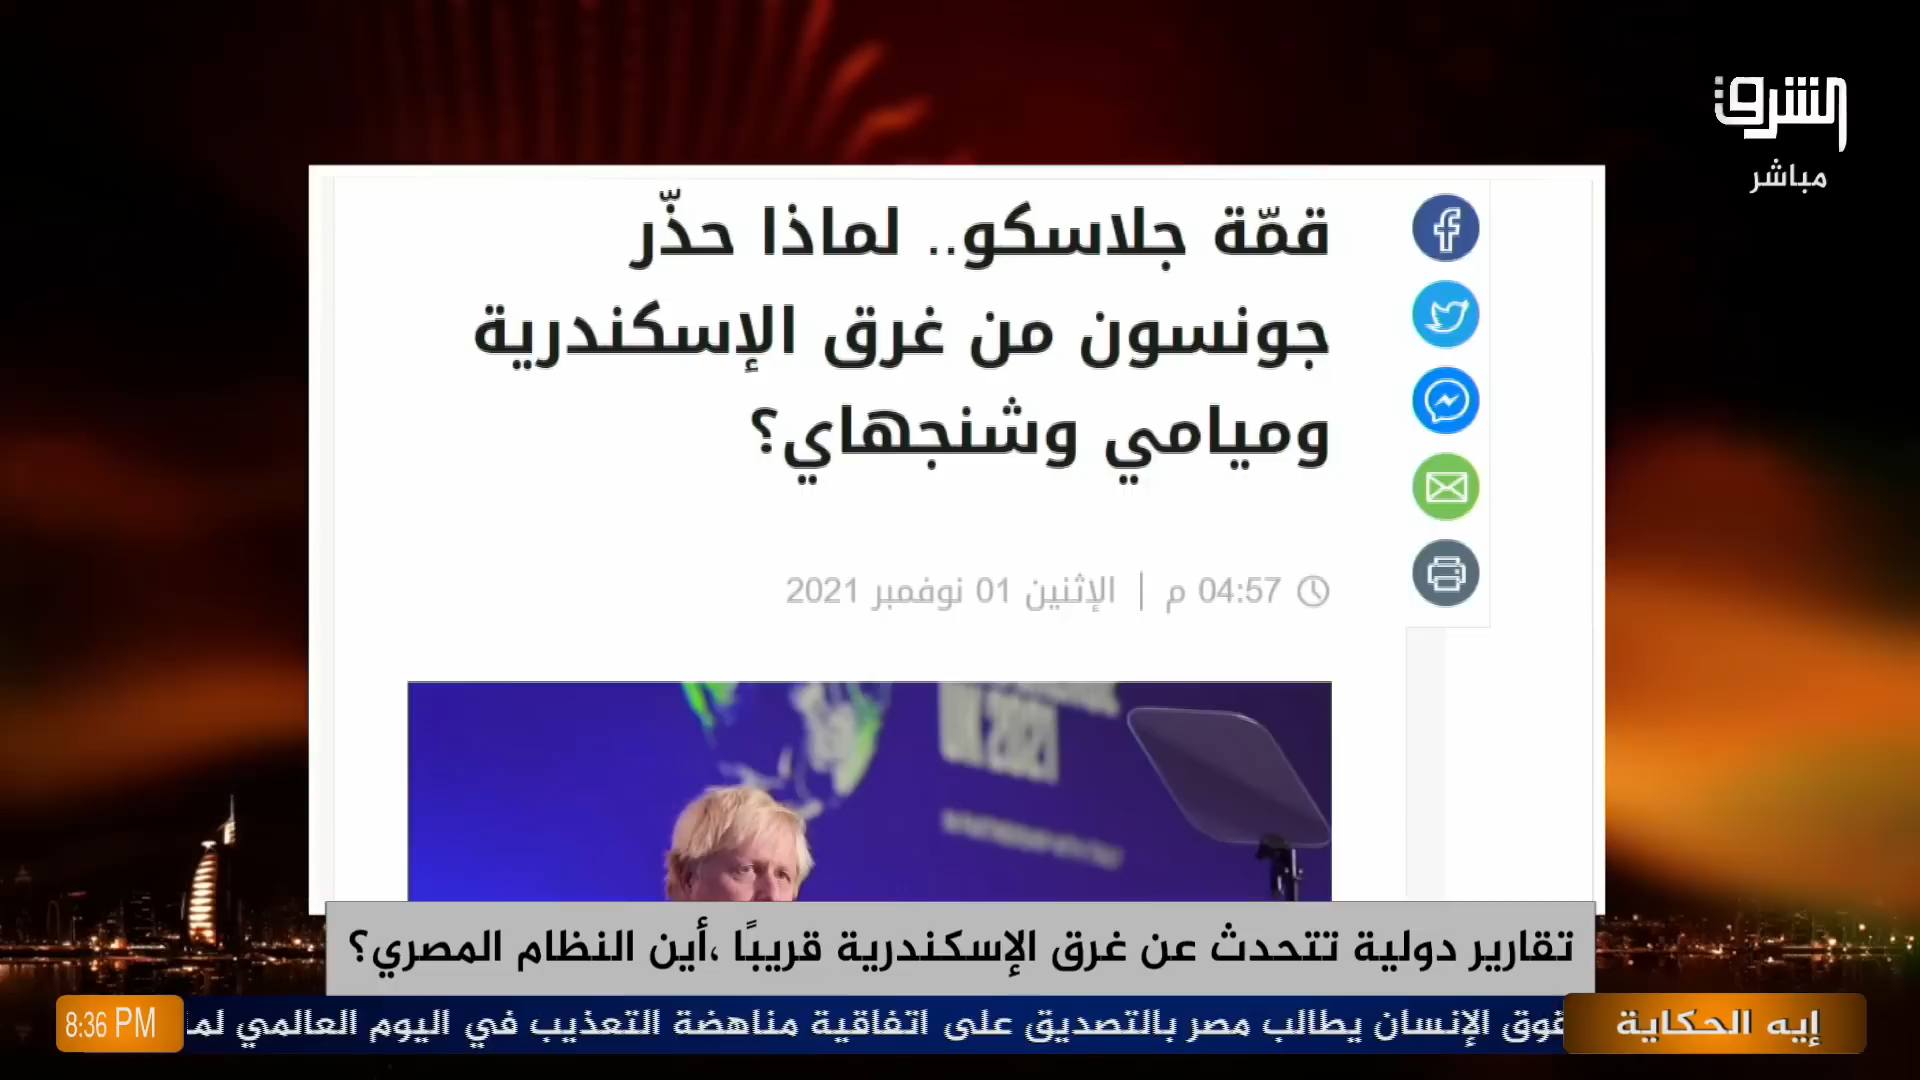 الشرق
مباشر
قمّة جلاسكو.. لماذا حذّر
جونسون من غرق الإسكندرية
وميامي وشنجهاي؟
04:57 م | الإثنين 01 نوفمبر 2021
UK 2021
تقارير دولية تتحدث عن غرق الإسكندرية قريبًا ،أين النظام المصري؟
إيه الحكاية
الإنسان يطالب مصر بالتصديق على اتفاقية مناهضة التعذيب في اليوم العالمي
8:36 PM